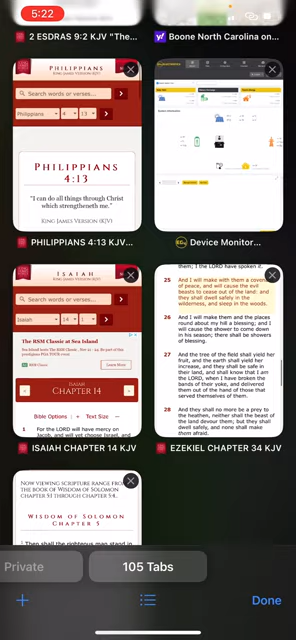 5:22
2 ESDRAS 9:2 KJV "The...
Boone North Carolina on...
PHILIPPIANS
KING JAMES VERSION (KJV)
Search words or verses...
Philippians 4 13
PHILIPPIANS
4:13
"I can do all things through Christ
which strengtheneth me."
KING JAMES VERSION (KJV)
PHILIPPIANS 4:13 KJV...
Device Monitor...
ISAIAH
KING JAMES VERSION (KJV)
Search words or verses...
Isaiah 14 1
The RSM Classic at Sea Island
RSM Classic
Learn More
ISAIAH
CHAPTER 14
Bible Options + Text Size —
1 For the LORD will have mercy on
Jacob, and will yet choose Israel, and
ISAIAH CHAPTER 14 KJV
them; I the LORD have spoken it.
25 And I will make with them a covenant
of peace, and will cause the evil
beasts to cease out of the land: and
they shall dwell safely in the
wilderness, and sleep in the woods.
26 And I will make them and the places
round about my hill a blessing; and I
will cause the shower to come down
in his season; there shall be showers
of blessing.
27 And the tree of the field shall yield her
fruit, and the earth shall yield her
increase, and they shall be safe in
their land, and shall know that I am
the LORD, when I have broken the
bands of their yoke, and delivered
them out of the hand of those that
served themselves of them.
28 And they shall no more be a prey to
the heathen, neither shall the beast of
the land devour them; but they shall
dwell safely, and none shall make
them afraid.
EZEKIEL CHAPTER 34 KJV
NOW VIEWING SCRIPTURE RANGE FROM
THE BOOK OF WISDOM OF SOLOMON
CHAPTER 5:1 THROUGH CHAPTER 5:4...
WISDOM OF SOLOMON
CHAPTER 5
1 Then shall the righteous man stand in
Private
105 Tabs
Done